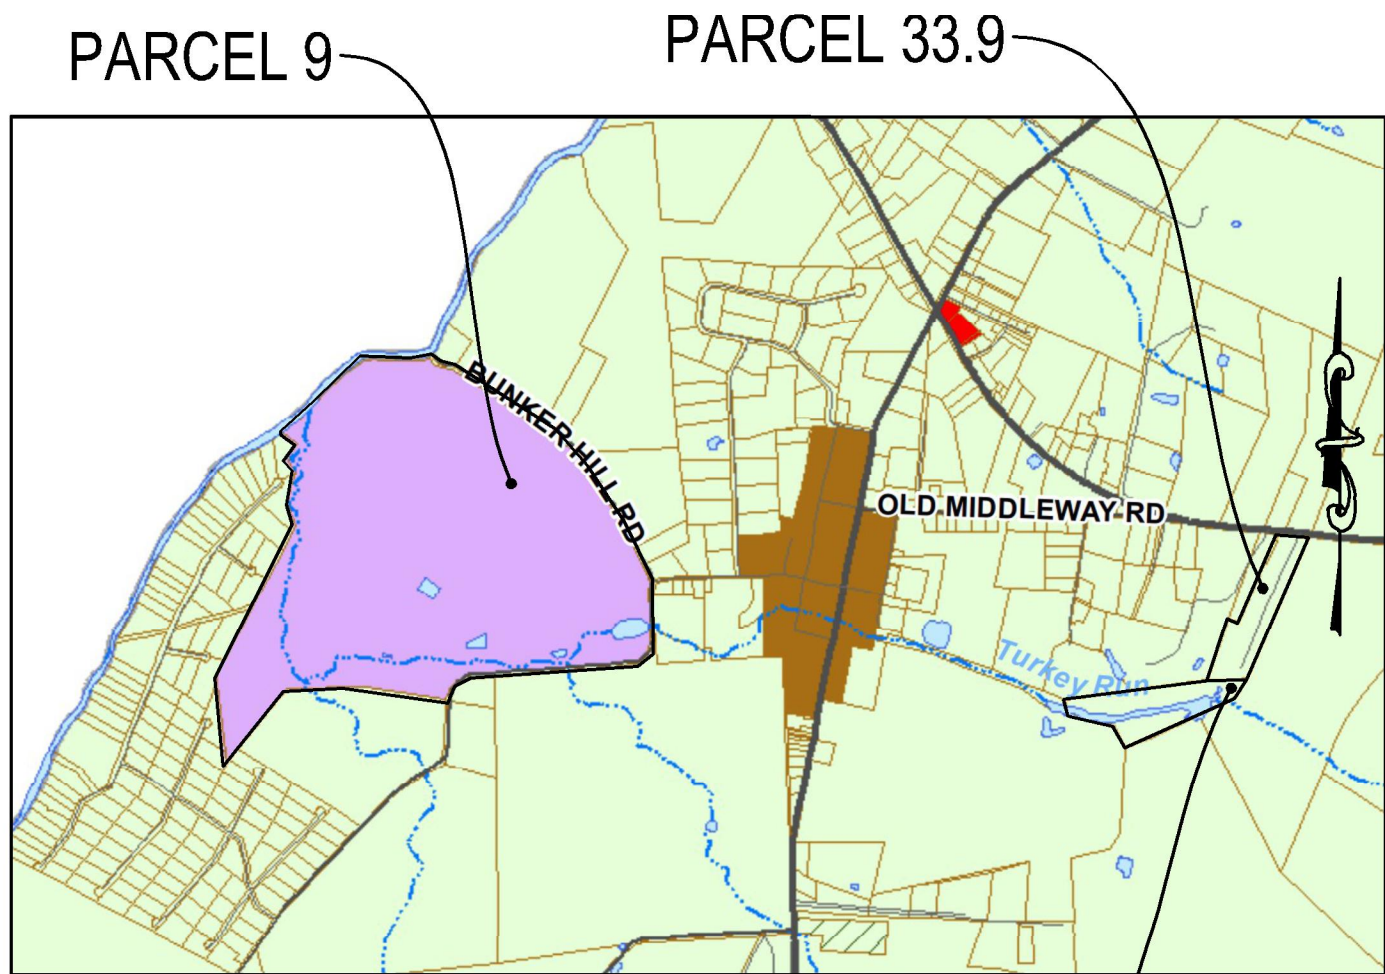 PARCEL 9
PARCEL 33.9
BUNKER HILL RD
OLD MIDDLEWAY RD
Turkey Run